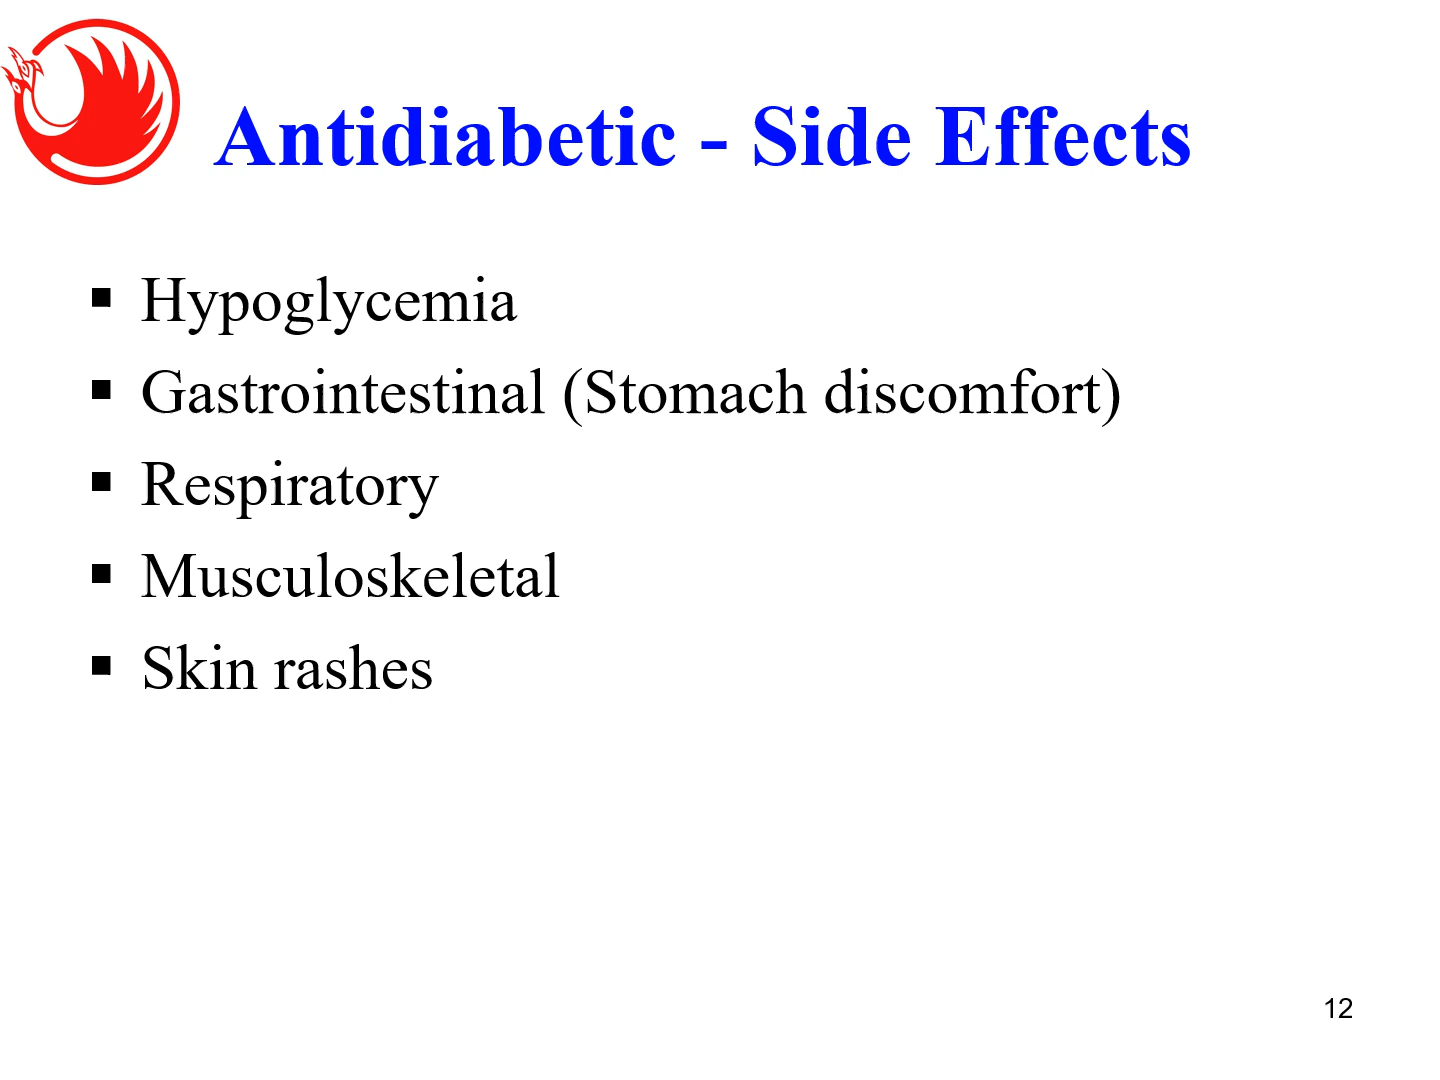 Antidiabetic - Side Effects
▪ Hypoglycemia
▪ Gastrointestinal (Stomach discomfort)
▪ Respiratory
▪ Musculoskeletal
▪ Skin rashes
12